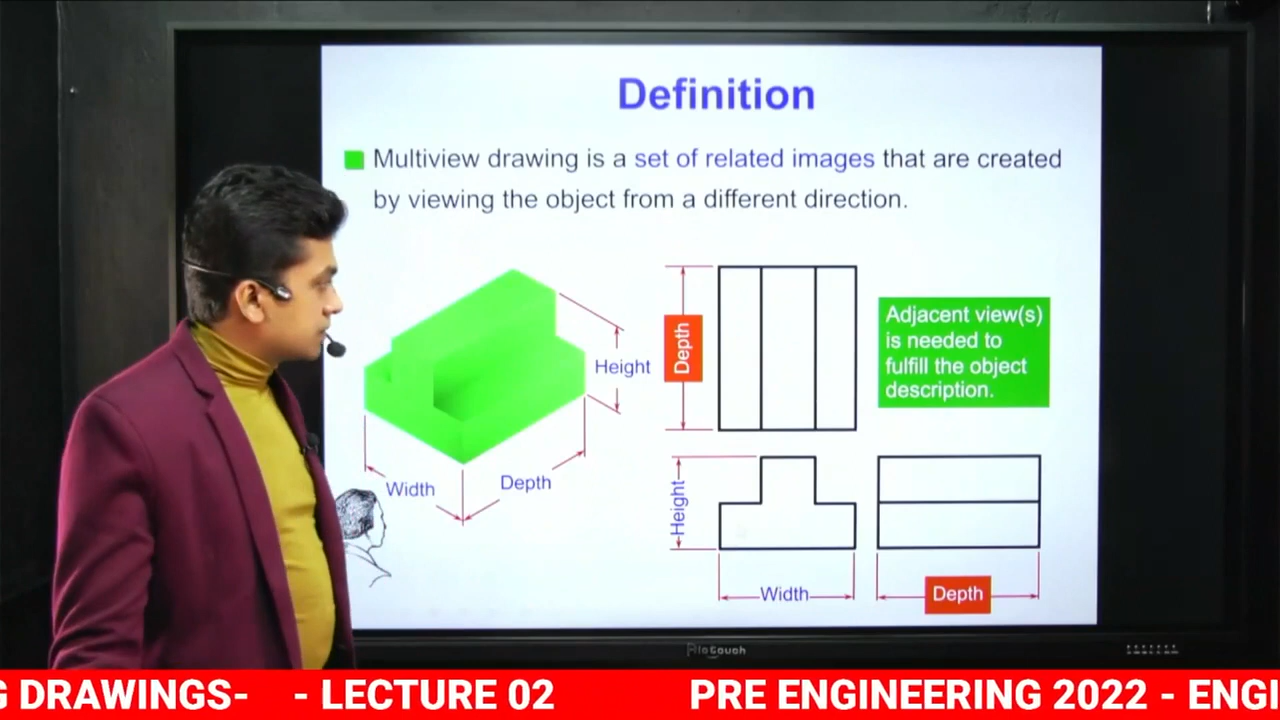 Definition
Multiview drawing is a set of related images that are created
by viewing the object from a different direction.
Height
Width
Depth
Depth
Adjacent view(s)
is needed to
fulfill the object
description.
Height
Width
Depth
G DRAWINGS- - LECTURE 02 PRE ENGINEERING 2022 - ENGI